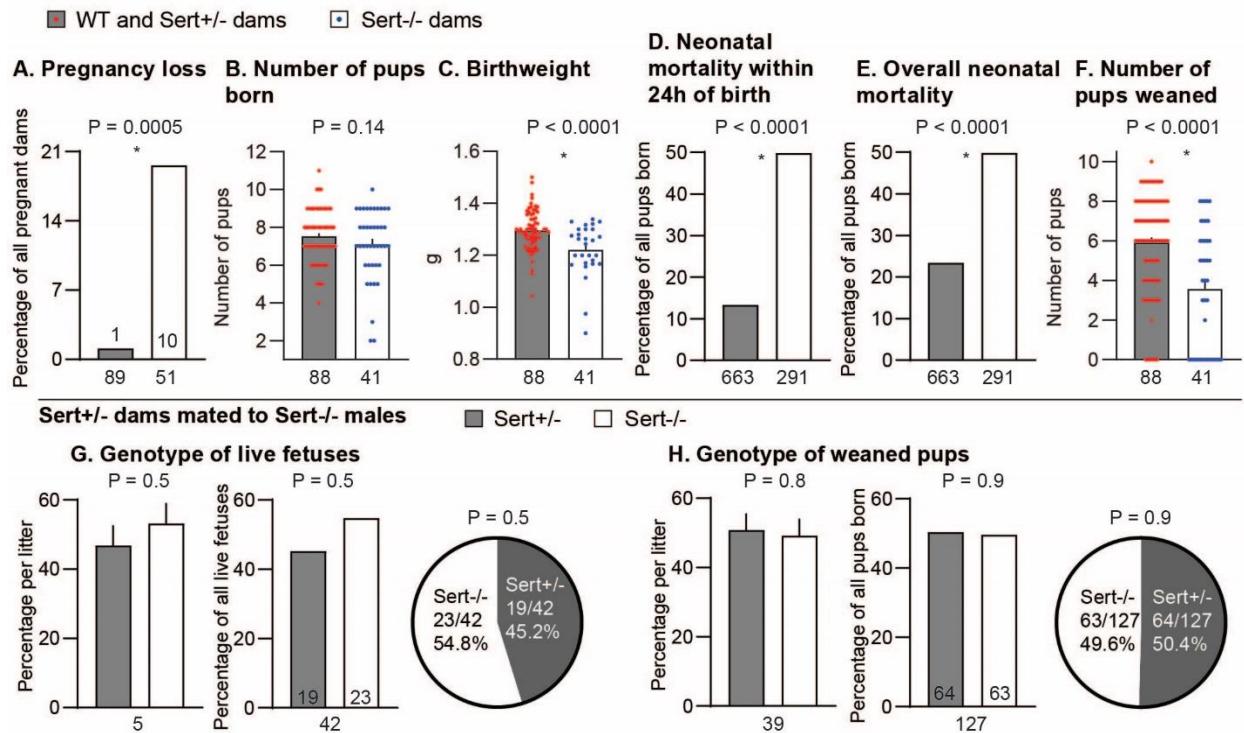 WT and Sert+/- dams
Sert-/- dams
A. Pregnancy loss
P = 0.0005
*
Percentage of all pregnant dams
21
14
7
0
1
10
89
51
B. Number of pups
born
P = 0.14
Number of pups
12
10
8
6
4
2
88
41
C. Birthweight
P < 0.0001
*
g
1.6
1.4
1.2
1.0
0.8
88
41
D. Neonatal
mortality within
24h of birth
P < 0.0001
*
Percentage of all pups born
50
40
30
20
10
0
663
291
E. Overall neonatal
mortality
P < 0.0001
*
Percentage of all pups born
50
40
30
20
10
0
663
291
F. Number of
pups weaned
P < 0.0001
*
Number of pups
10
8
6
4
2
0
88
41
Sert+/- dams mated to Sert-/- males
Sert+/-
Sert-/-
G. Genotype of live fetuses
P = 0.5
Percentage per litter
60
40
20
0
5
P = 0.5
Percentage of all live fetuses
60
40
20
0
19
23
42
P = 0.5
Sert-/-
23/42
54.8%
Sert+/-
19/42
45.2%
H. Genotype of weaned pups
P = 0.8
Percentage per litter
60
40
20
0
39
P = 0.9
Percentage of all pups born
60
40
20
0
64
63
127
P = 0.9
Sert-/-
63/127
49.6%
Sert+/-
64/127
50.4%